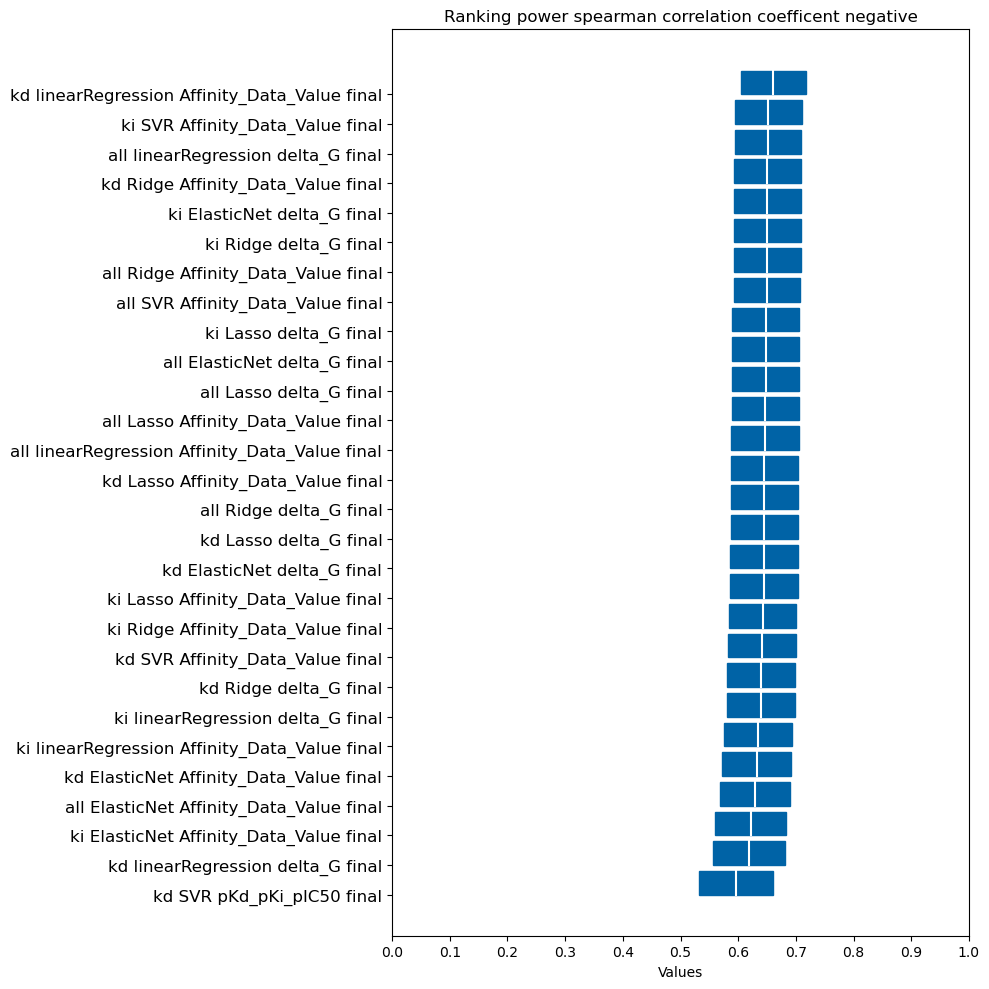 Ranking power spearman correlation coefficent negative
kd linearRegression Affinity_Data_Value final
ki SVR Affinity_Data_Value final
all linearRegression delta_G final
kd Ridge Affinity_Data_Value final
ki ElasticNet delta_G final
ki Ridge delta_G final
all Ridge Affinity_Data_Value final
all SVR Affinity_Data_Value final
ki Lasso delta_G final
all ElasticNet delta_G final
all Lasso delta_G final
all Lasso Affinity_Data_Value final
all linearRegression Affinity_Data_Value final
kd Lasso Affinity_Data_Value final
all Ridge delta_G final
kd Lasso delta_G final
kd ElasticNet delta_G final
ki Lasso Affinity_Data_Value final
ki Ridge Affinity_Data_Value final
kd SVR Affinity_Data_Value final
kd Ridge delta_G final
ki linearRegression delta_G final
ki linearRegression Affinity_Data_Value final
kd ElasticNet Affinity_Data_Value final
all ElasticNet Affinity_Data_Value final
ki ElasticNet Affinity_Data_Value final
kd linearRegression delta_G final
kd SVR pKd_pKi_pIC50 final
0.0 0.1 0.2 0.3 0.4 0.5 0.6 0.7 0.8 0.9 1.0
Values